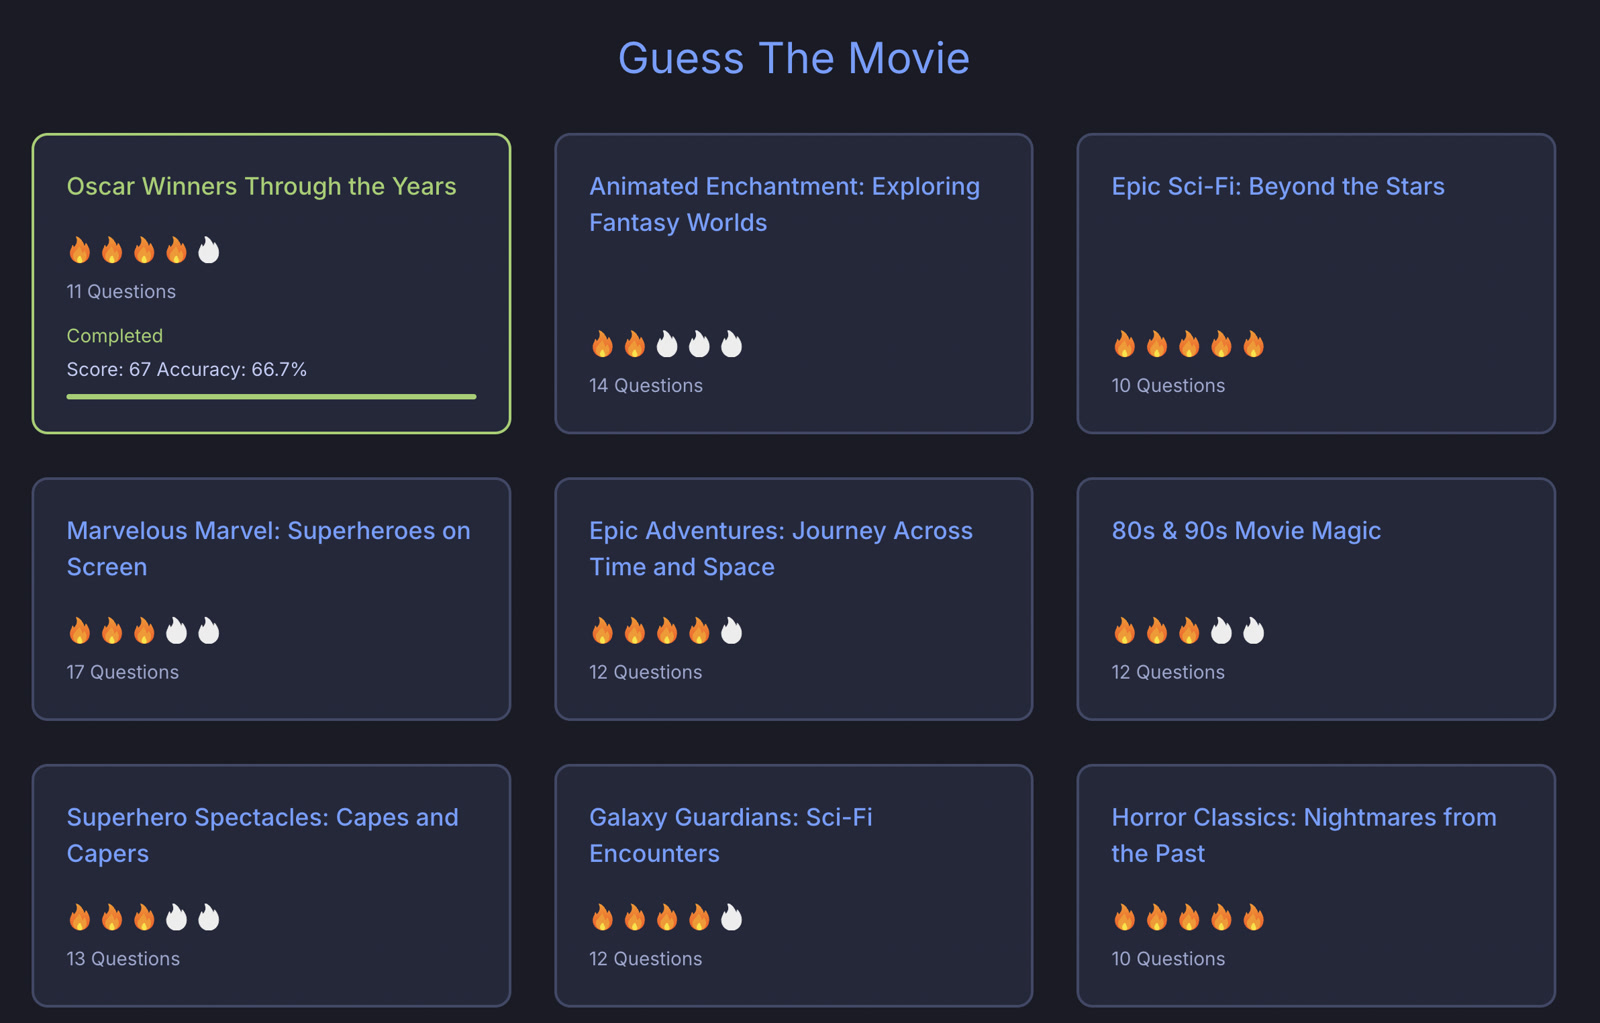 Guess The Movie
Oscar Winners Through the Years
11 Questions
Completed
Score: 67 Accuracy: 66.7%
Animated Enchantment: Exploring
Fantasy Worlds
14 Questions
Epic Sci-Fi: Beyond the Stars
10 Questions
Marvelous Marvel: Superheroes on
Screen
17 Questions
Epic Adventures: Journey Across
Time and Space
12 Questions
80s & 90s Movie Magic
12 Questions
Superhero Spectacles: Capes and
Capers
13 Questions
Galaxy Guardians: Sci-Fi
Encounters
12 Questions
Horror Classics: Nightmares from
the Past
10 Questions